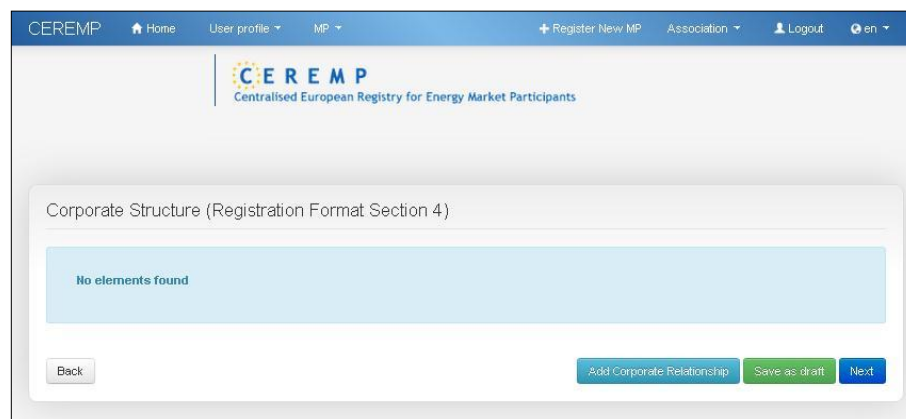 CEREMP Home User profile MP Register New MP Association Logout en
CEREMP
Centralised European Registry for Energy Market Participants
Corporate Structure (Registration Format Section 4)
No elements found
Back Add Corporate Relationship Save as draft Next